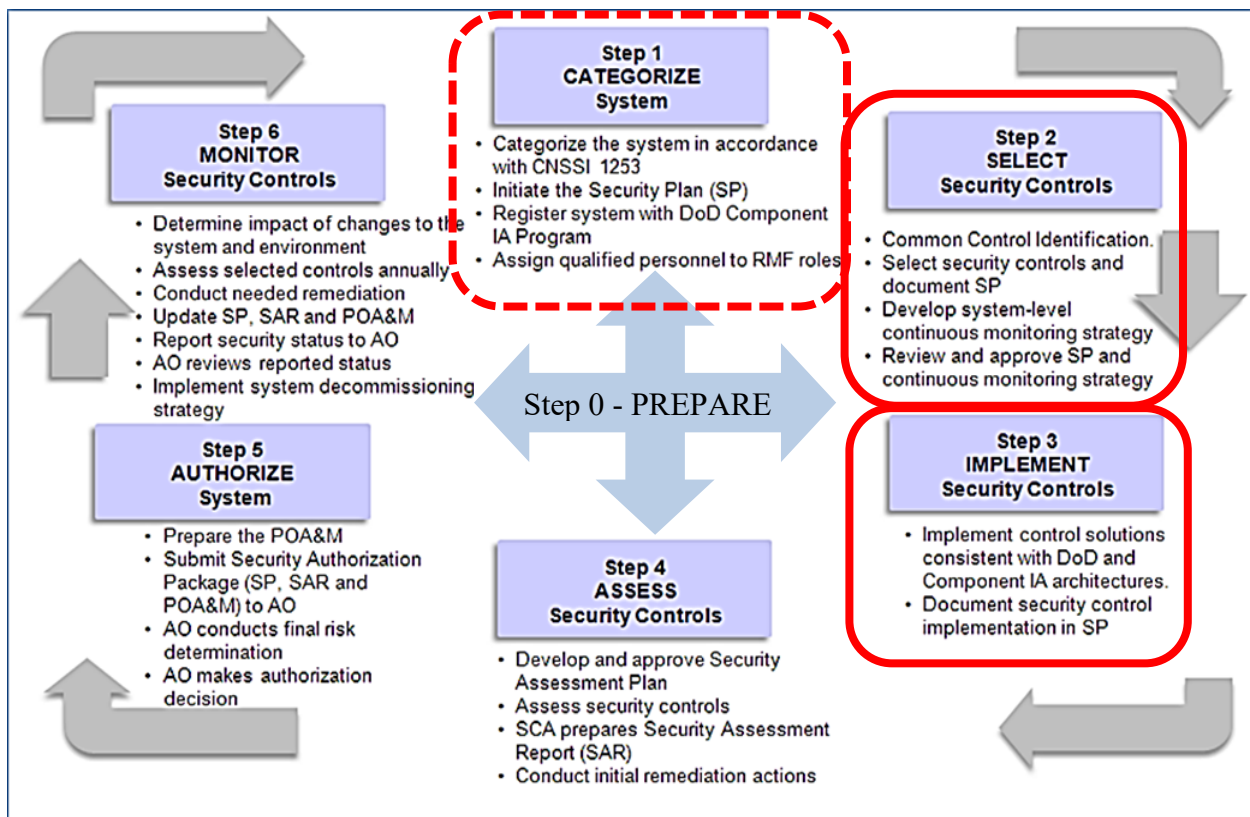 Step 1
CATEGORIZE
System
• Categorize the system in accordance
with CNSSI 1253
• Initiate the Security Plan (SP)
• Register system with DoD Component
IA Program
• Assign qualified personnel to RMF roles
Step 2
SELECT
Security Controls
• Common Control Identification.
• Select security controls and
document SP
• Develop system-level
continuous monitoring strategy
• Review and approve SP and
continuous monitoring strategy
Step 3
IMPLEMENT
Security Controls
• Implement control solutions
consistent with DoD and
Component IA architectures.
• Document security control
implementation in SP
Step 4
ASSESS
Security Controls
• Develop and approve Security
Assessment Plan
• Assess security controls
• SCA prepares Security Assessment
Report (SAR)
• Conduct initial remediation actions
Step 5
AUTHORIZE
System
• Prepare the POA&M
• Submit Security Authorization
Package (SP, SAR and
POA&M) to AO
• AO conducts final risk
determination
• AO makes authorization
decision
Step 6
MONITOR
Security Controls
• Determine impact of changes to the
system and environment
• Assess selected controls annually
• Conduct needed remediation
• Update SP, SAR and POA&M
• Report security status to AO
• AO reviews reported status
• Implement system decommissioning
strategy
Step 0 - PREPARE